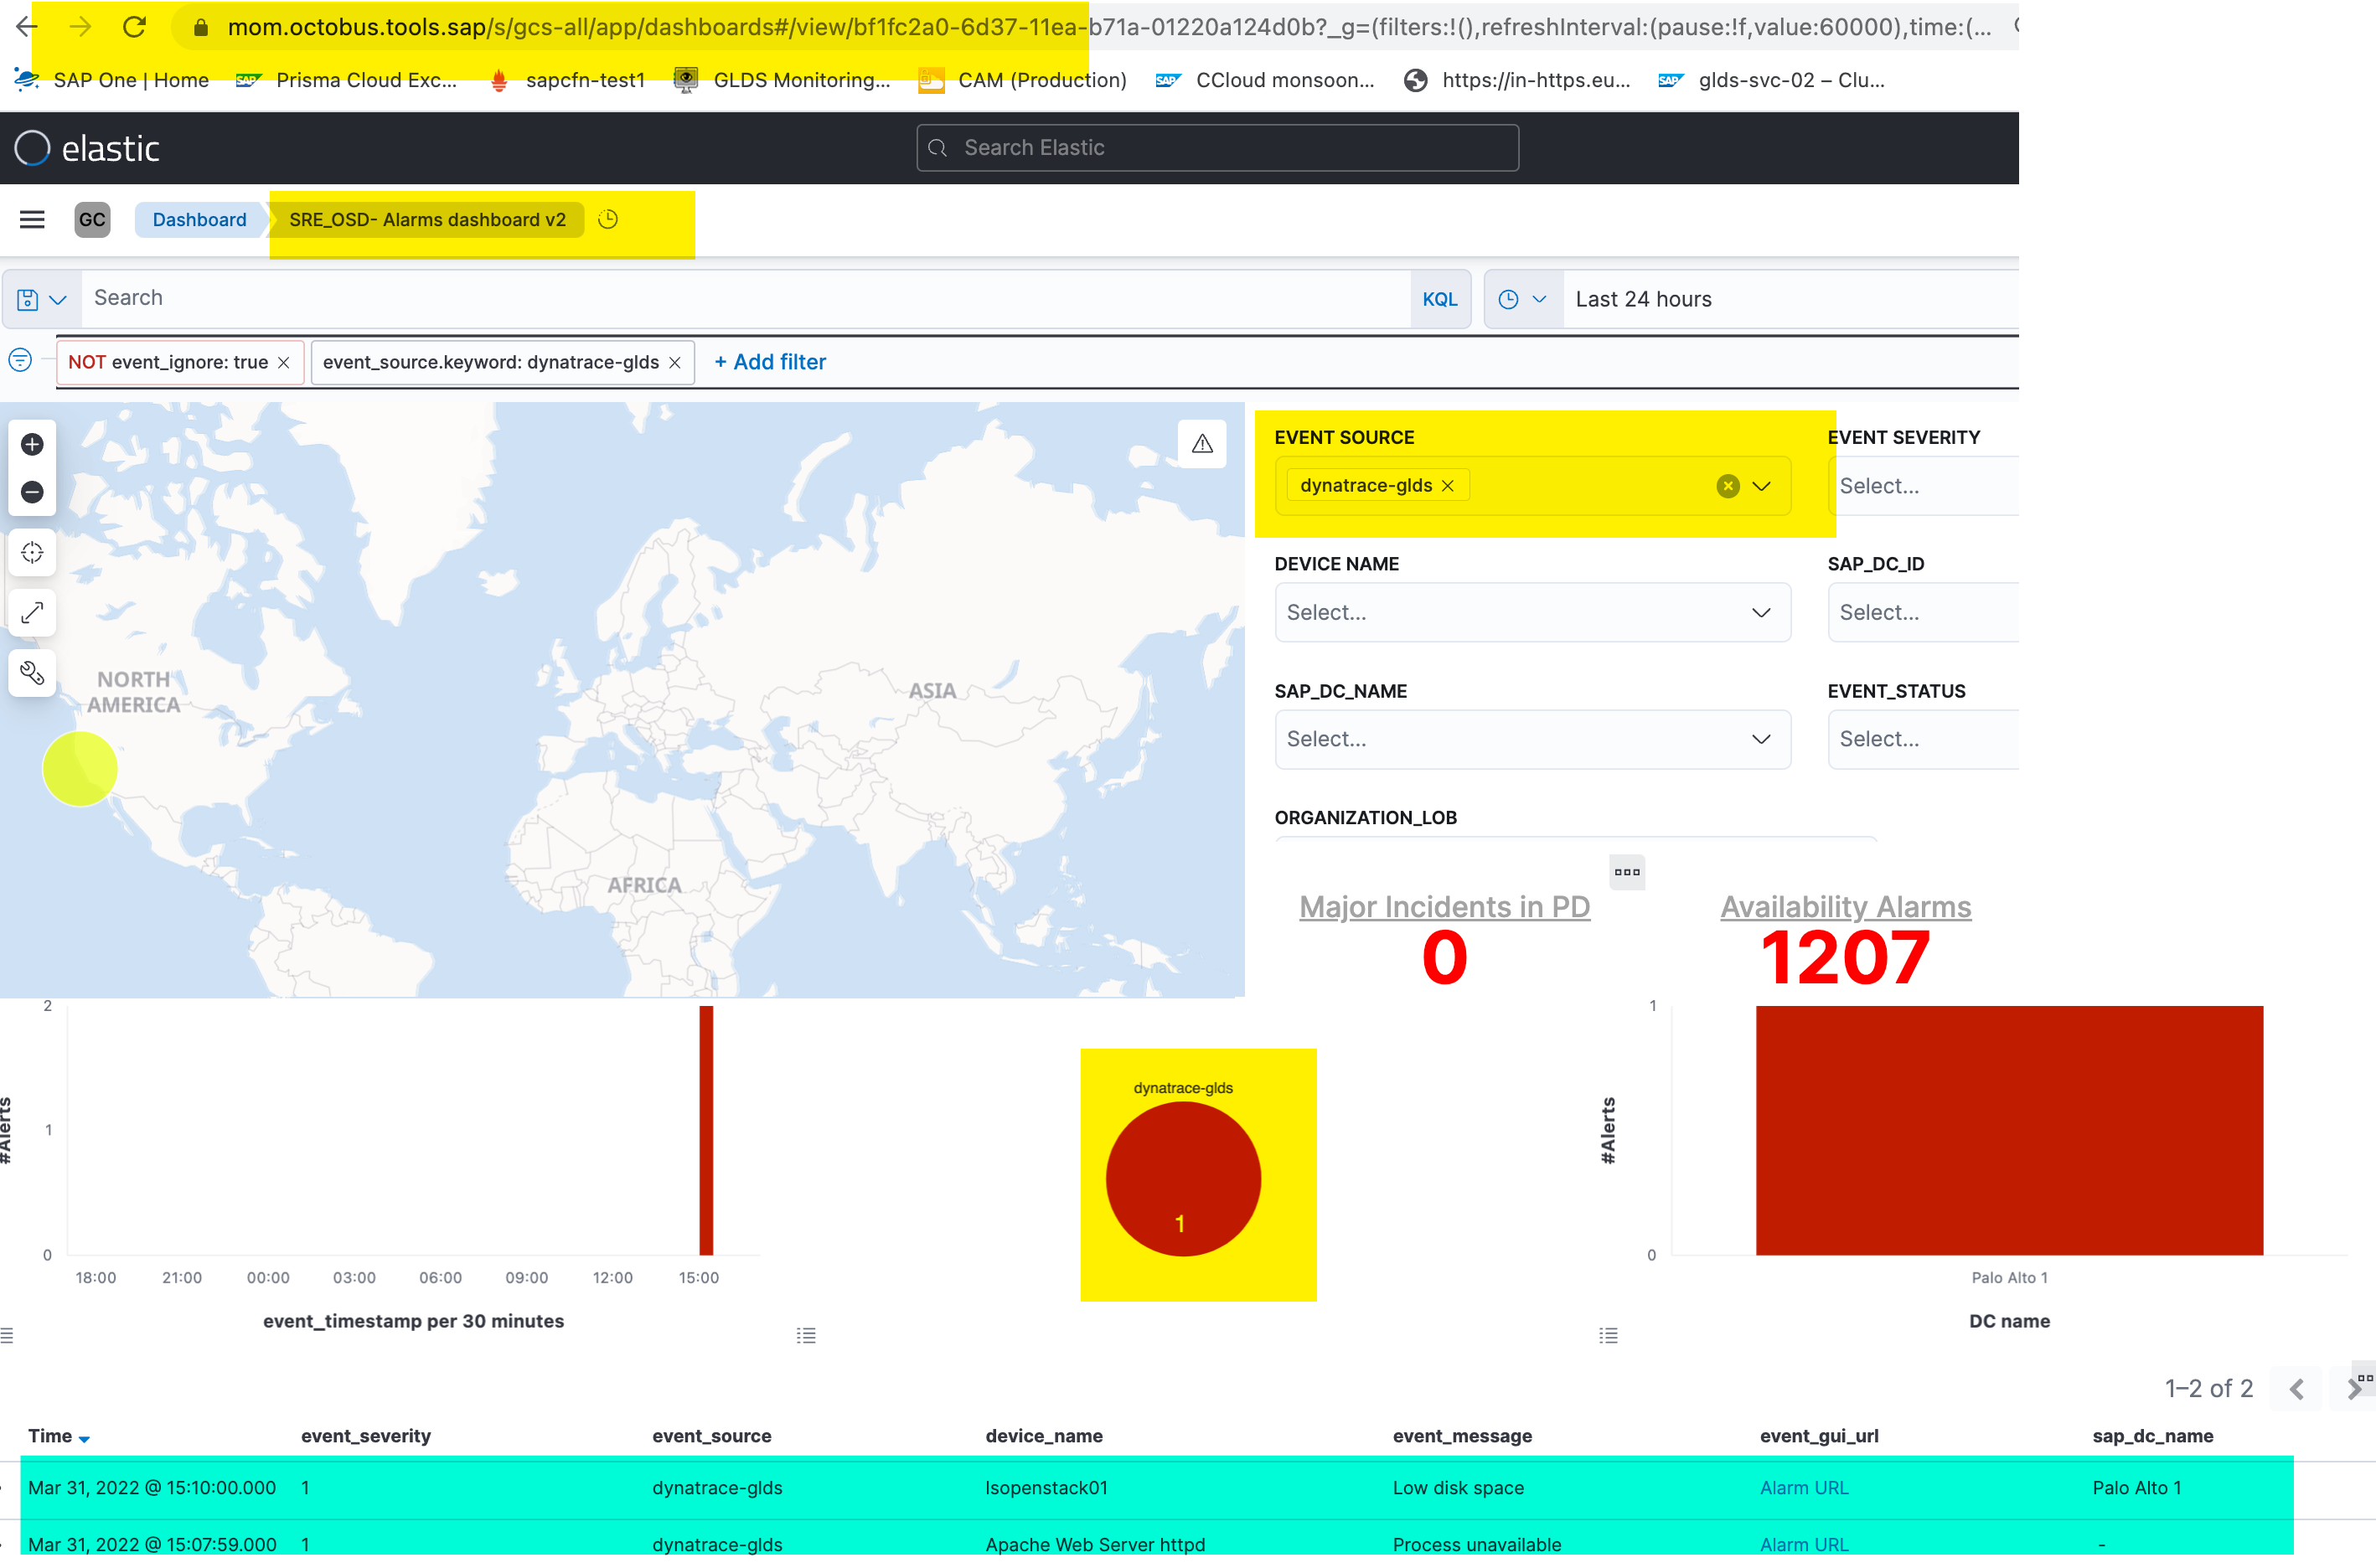 mom.octobus.tools.sap/s/gcs-all/app/dashboards#/view/bf1fc2a0-6d37-11ea-b71a-01220a124d0b?_g=(filters:!(),refreshInterval:(pause:!f,value:60000),time:(...
SAP One | Home SAP Prisma Cloud Exc... sapcfn-test1 GLDS Monitoring... CAM (Production) SAP CCloud monsoon... https://in-https.eu... SAP glds-svc-02 – Clu...
elastic Search Elastic
GC Dashboard SRE_OSD- Alarms dashboard v2
Search KQL Last 24 hours
NOT event_ignore: true event_source.keyword: dynatrace-glds + Add filter
EVENT SOURCE EVENT SEVERITY
dynatrace-glds Select...
DEVICE NAME SAP_DC_ID
Select... Select...
SAP_DC_NAME EVENT_STATUS
Select... Select...
ORGANIZATION_LOB
NORTH
AMERICA
ASIA
AFRICA
Major Incidents in PD Availability Alarms
0 1207
2
1
0
#Alerts
18:00 21:00 00:00 03:00 06:00 09:00 12:00 15:00
event_timestamp per 30 minutes
dynatrace-glds
1
1
0
#Alerts
Palo Alto 1
DC name
1–2 of 2
Time event_severity event_source device_name event_message event_gui_url sap_dc_name
Mar 31, 2022 @ 15:10:00.000 1 dynatrace-glds lsopenstack01 Low disk space Alarm URL Palo Alto 1
Mar 31, 2022 @ 15:07:59.000 1 dynatrace-glds Apache Web Server httpd Process unavailable Alarm URL -